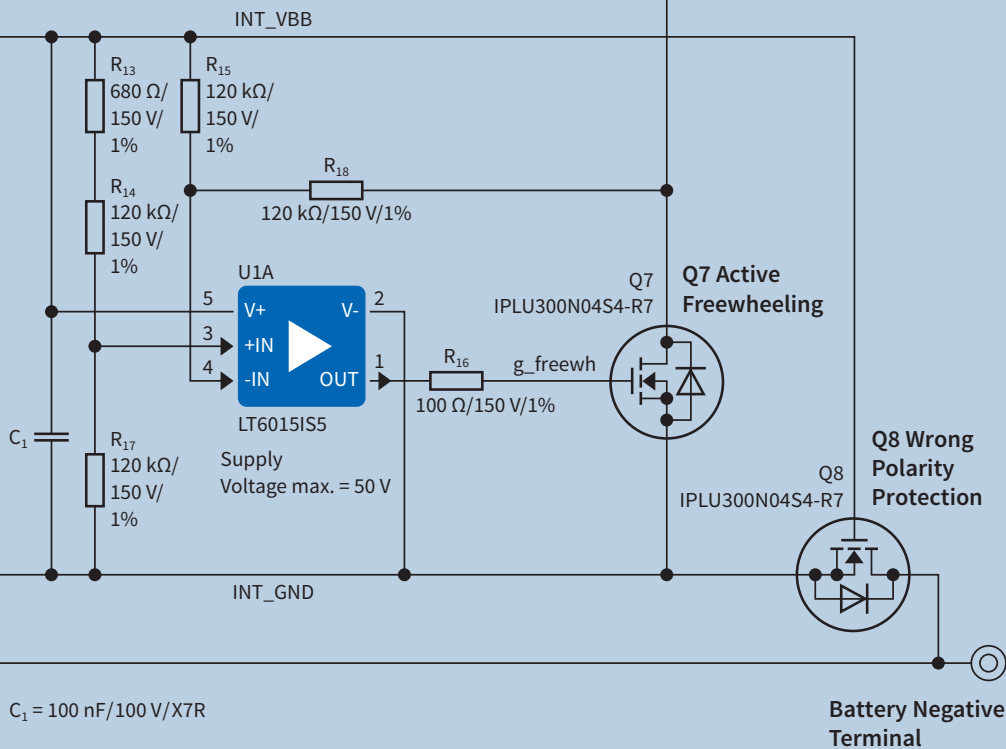 INT_VBB
R13
680 Ω/
150 V/
1%
R15
120 kΩ/
150 V/
1%
R18
120 kΩ/150 V/1%
R14
120 kΩ/
150 V/
1%
U1A
5
V+
V-
2
3
+IN
4
-IN
OUT
1
LT6015IS5
Supply
Voltage max. = 50 V
R16
100 Ω/150 V/1%
g_freewh
Q7
IPLU300N04S4-R7
Q7 Active
Freewheeling
C1
R17
120 kΩ/
150 V/
1%
Q8
IPLU300N04S4-R7
Q8 Wrong
Polarity
Protection
INT_GND
C1 = 100 nF/100 V/X7R
Battery Negative
Terminal